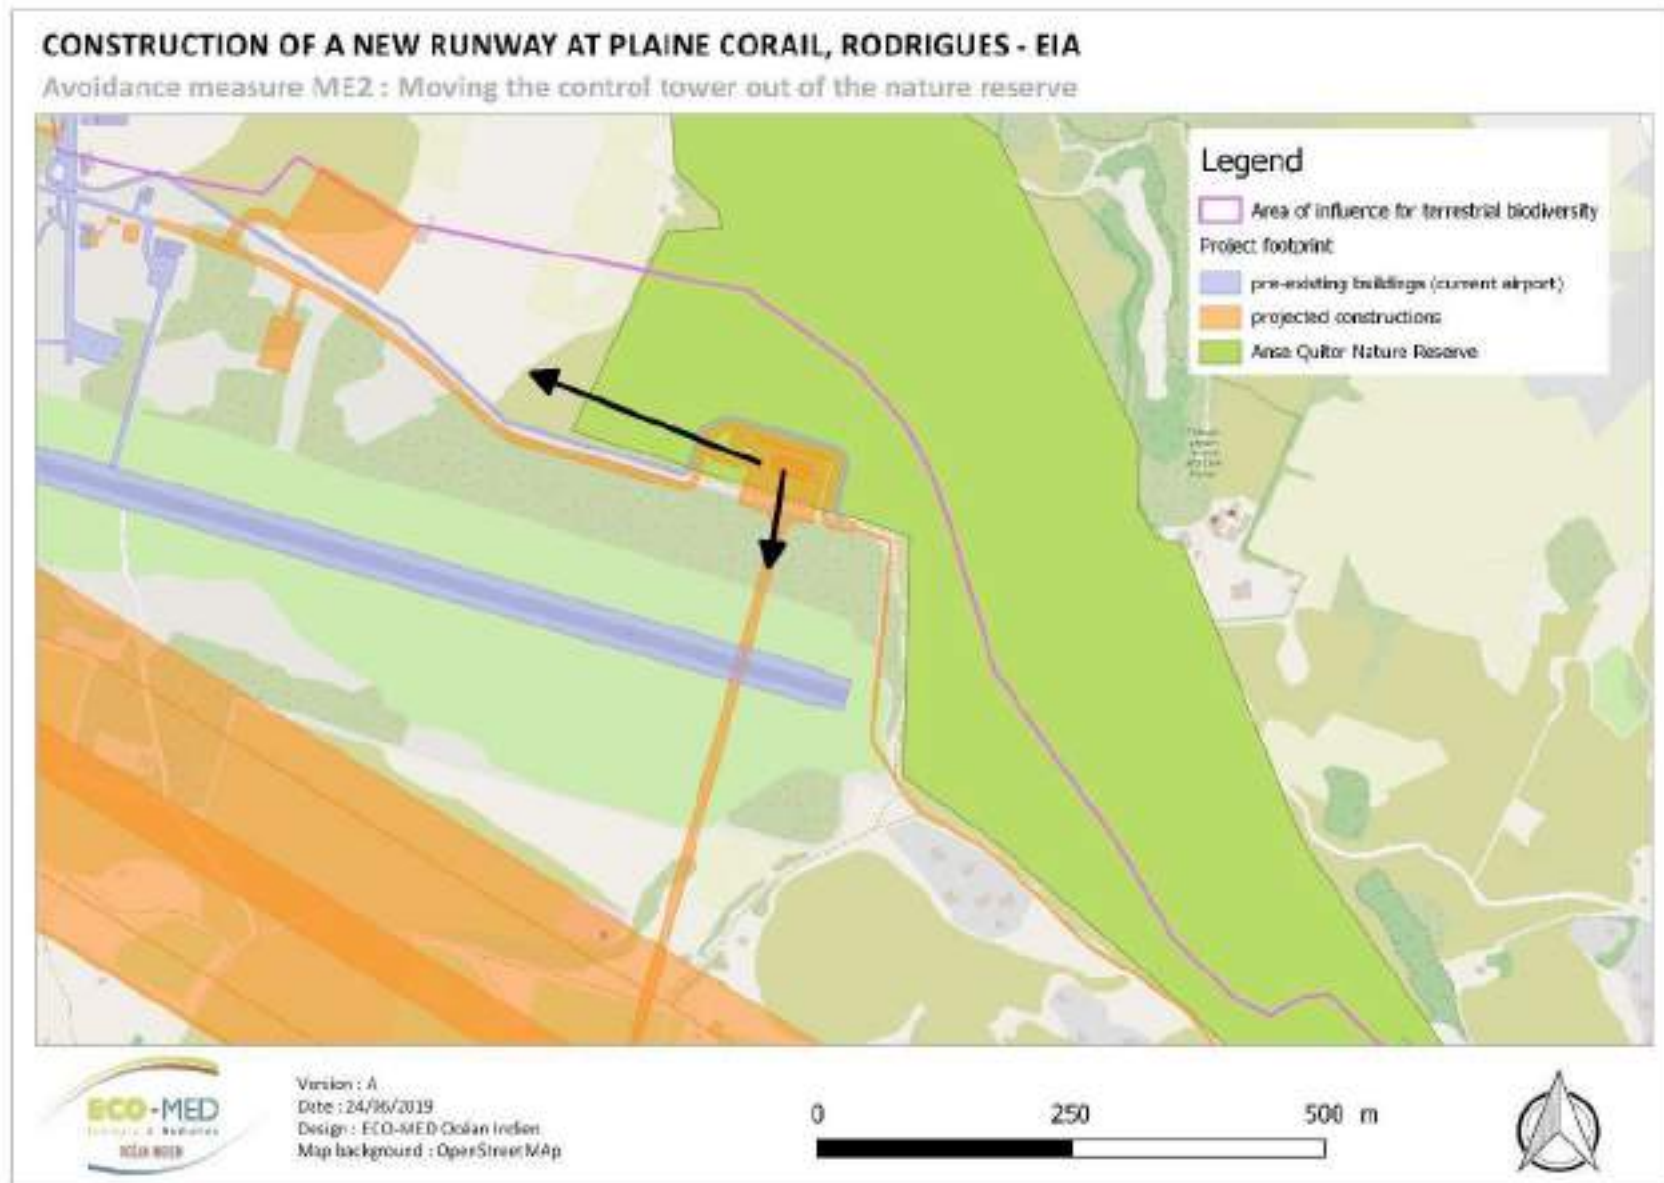 CONSTRUCTION OF A NEW RUNWAY AT PLAINE CORAIL, RODRIGUES - EIA
Avoidance measure ME2 : Moving the control tower out of the nature reserve
Legend
Area of influence for terrestrial biodiversity
Project footprint
pre-existing buildings (current airport)
projected constructions
Anse Quitor Nature Reserve
ECO-MED
OCÉAN INDIEN
Version : A
Date : 24/06/2019
Design : ECO-MED Océan Indien
Map background : OpenStreetMAp
0 250 500 m